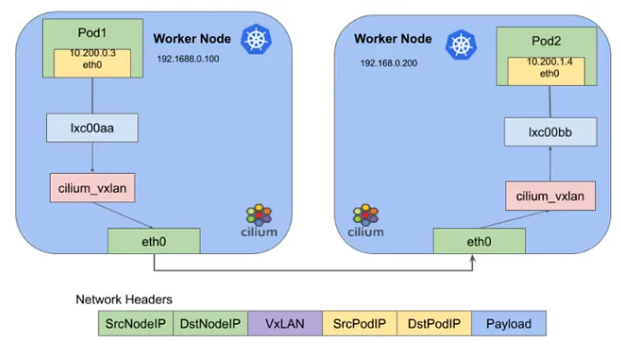 Pod1
10.200.0.3
eth0
Worker Node
192.1688.0.100
lxc00aa
cilium_vxlan
cilium
eth0
Worker Node
192.168.0.200
Pod2
10.200.1.4
eth0
lxc00bb
cilium_vxlan
cilium
eth0
Network Headers
SrcNodeIP DstNodeIP VxLAN SrcPodIP DstPodIP Payload